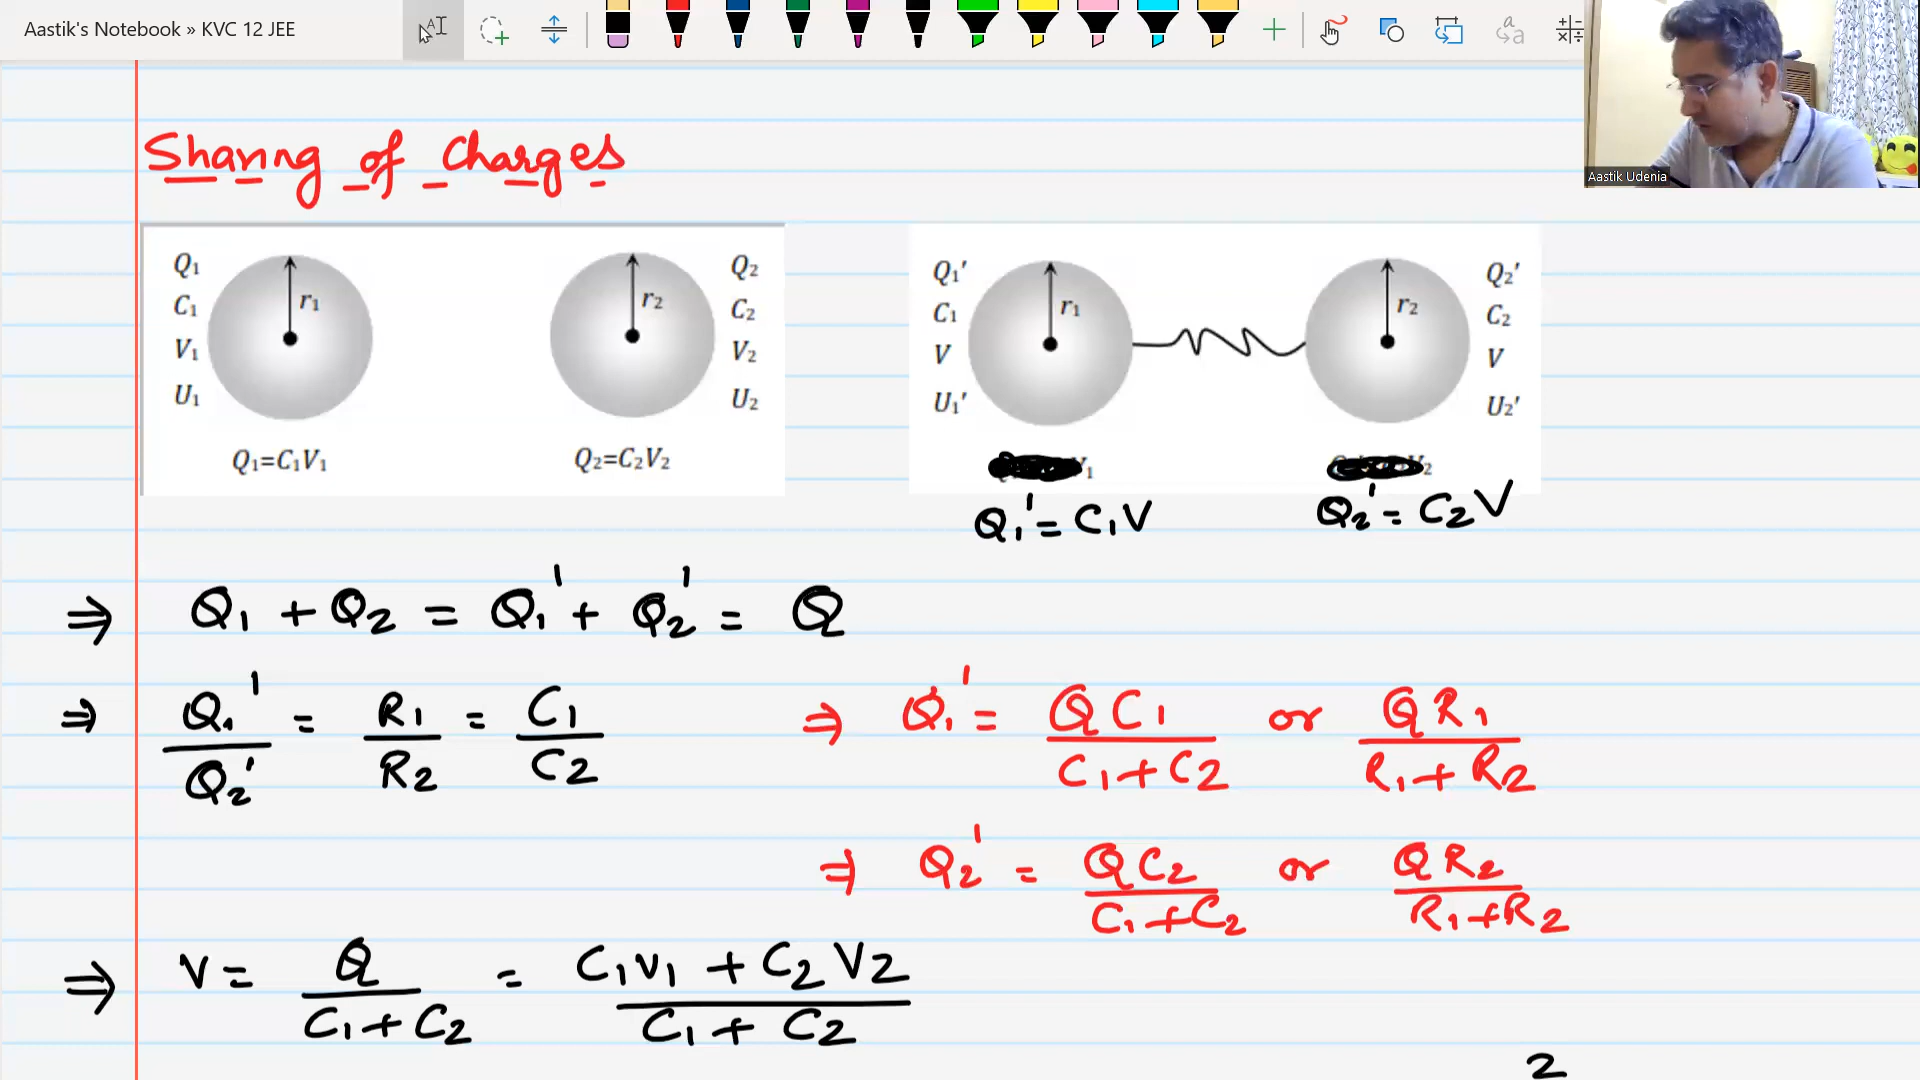 Aastik's Notebook » KVC 12 JEE
Aastik Udenia
Sharing of Charges
Q₁ r₁ Q₂ r₂
C₁ C₂
V₁ V₂
U₁ U₂
Q₁=C₁V₁ Q₂=C₂V₂
Q₁' r₁ Q₂' r₂
C₁ C₂
V V
U₁' U₂'
Q₁' = C₁V Q₂' = C₂V
⇒ Q₁ + Q₂ = Q₁' + Q₂' = Q
⇒ Q₁'/Q₂' = R₁/R₂ = C₁/C₂ ⇒ Q₁' = QC₁/(C₁+C₂) or QR₁/(R₁+R₂)
⇒ Q₂' = QC₂/(C₁+C₂) or QR₂/(R₁+R₂)
⇒ V = Q/(C₁+C₂) = (C₁V₁ + C₂V₂)/(C₁ + C₂)
2